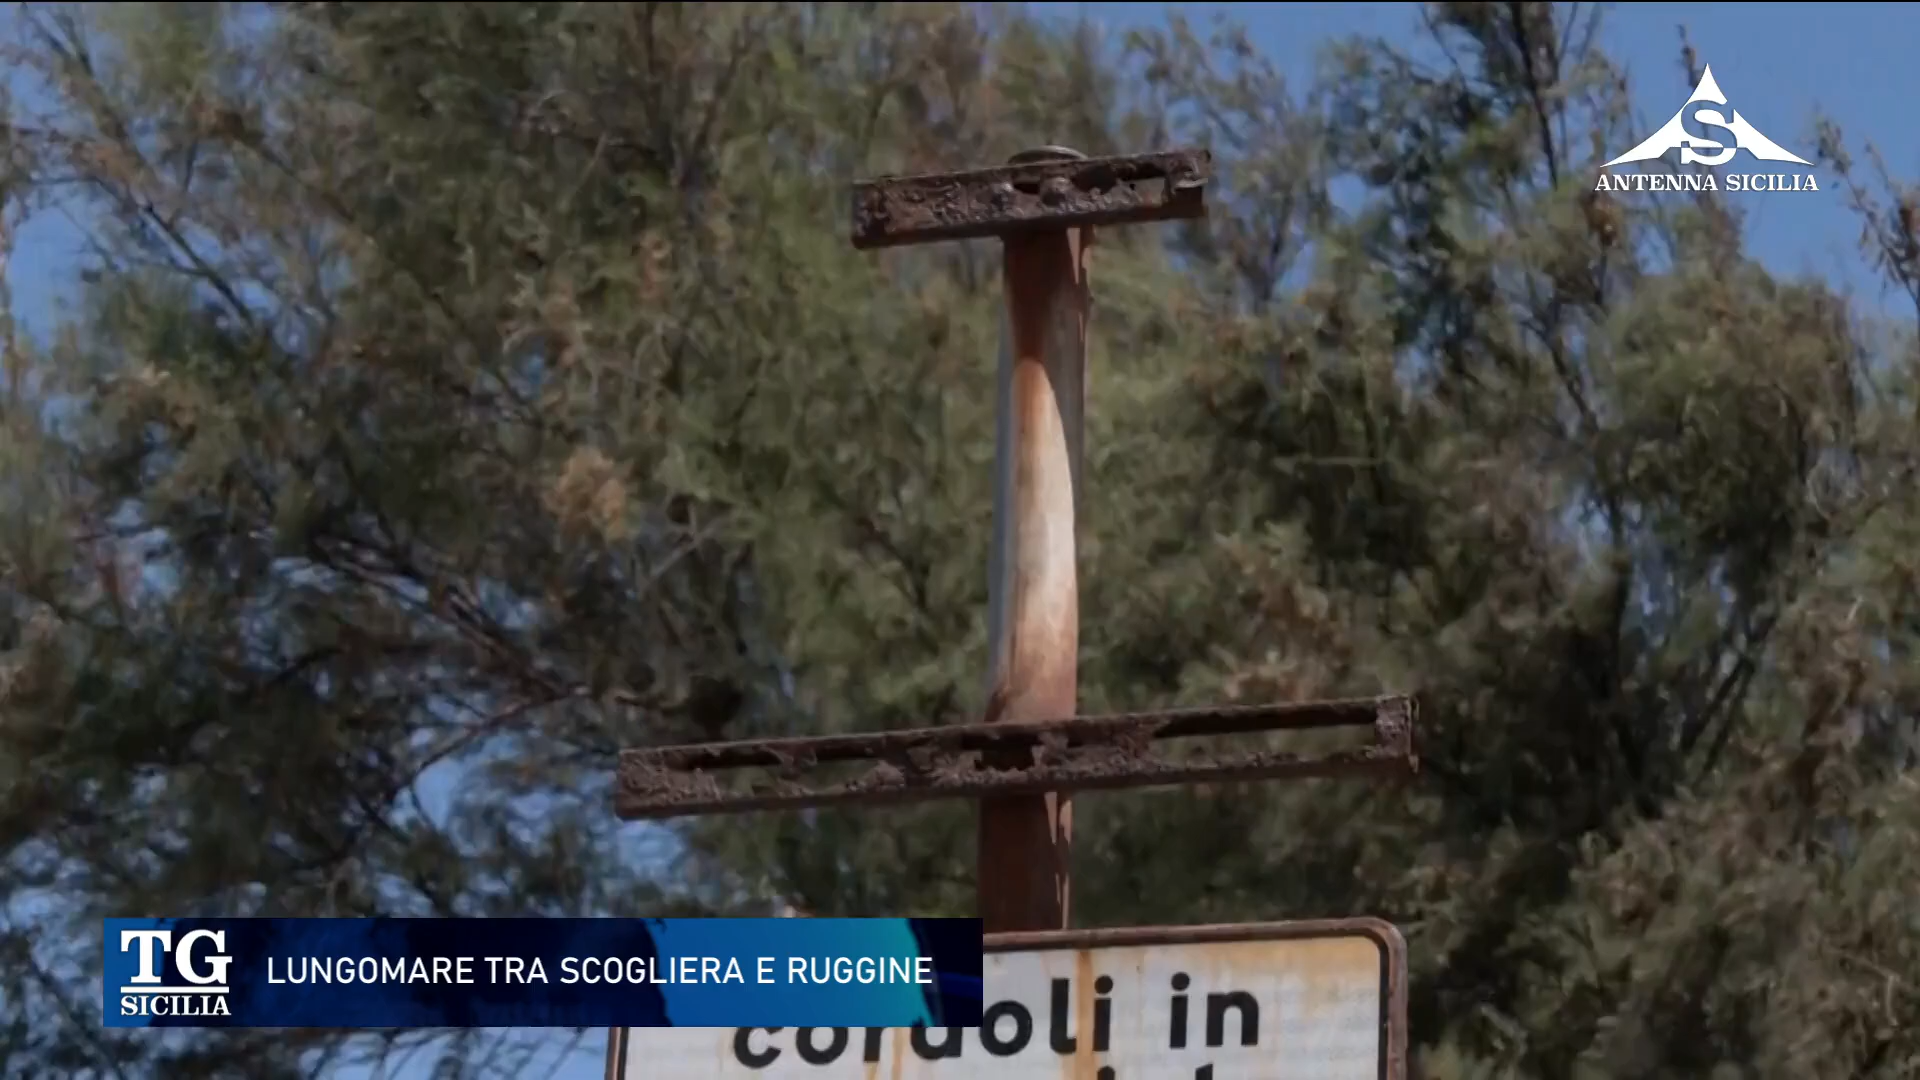 S
ANTENNA SICILIA
TG
SICILIA
LUNGOMARE TRA SCOGLIERA E RUGGINE
cordoli in